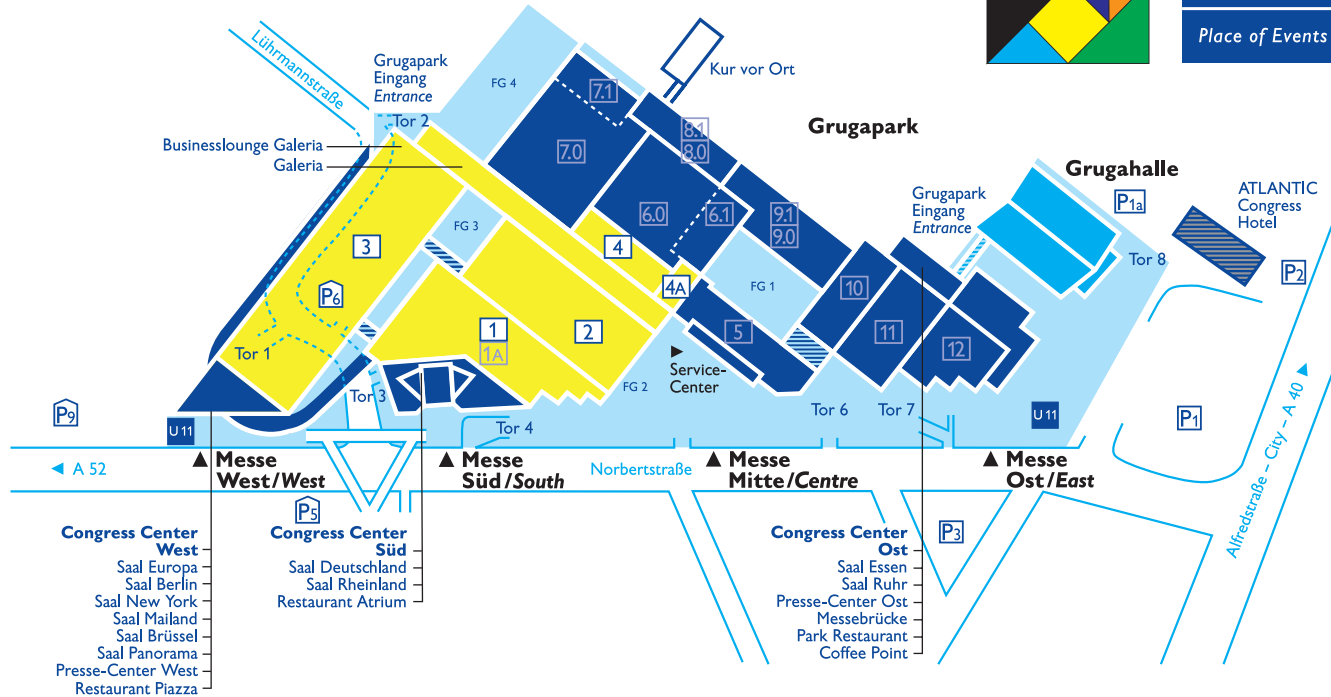 Place of Events
Lührmannstraße
Grugapark
Eingang
Entrance
FG 4
7.1
Kur vor Ort
Tor 2
Businesslounge Galeria
Galeria
7.0
8.1
8.0
Grugapark
Grugahalle
P1a
ATLANTIC
Congress
Hotel
Grugapark
Eingang
Entrance
3
FG 3
6.0
6.1
9.1
9.0
4
Tor 8
P2
P6
4A
FG 1
10
1
1A
2
5
11
12
Tor 1
Service-
Center
Tor 3
FG 2
P9
U 11
Tor 4
Tor 6
Tor 7
U 11
P1
A 52
Messe
West/West
Messe
Süd/South
Norbertstraße
Messe
Mitte/Centre
Messe
Ost/East
Alfredstraße – City – A 40
P5
P3
Congress Center
West
Saal Europa
Saal Berlin
Saal New York
Saal Mailand
Saal Brüssel
Saal Panorama
Presse-Center West
Restaurant Piazza
Congress Center
Süd
Saal Deutschland
Saal Rheinland
Restaurant Atrium
Congress Center
Ost
Saal Essen
Saal Ruhr
Presse-Center Ost
Messebrücke
Park Restaurant
Coffee Point